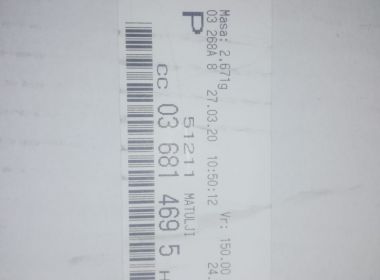 Masa: 2,671g Vr: 150.00
03 268A 8 27.03.20 10:50:12 24.
P
51211 MATULJI
CC 03 681 469 5 H